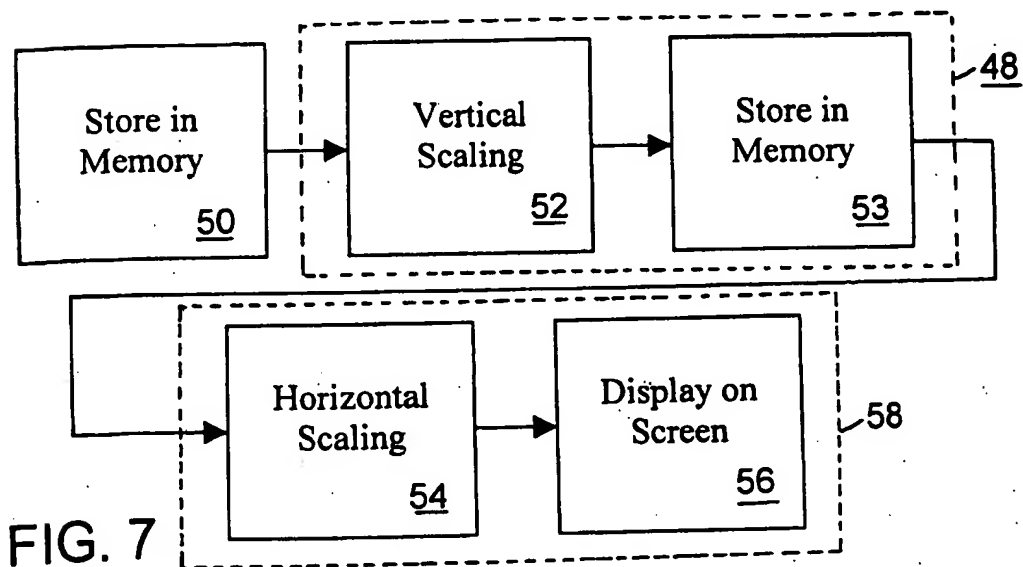 Store in
Memory
50
Vertical
Scaling
52
Store in
Memory
53
48
Horizontal
Scaling
54
Display on
Screen
56
58
FIG. 7